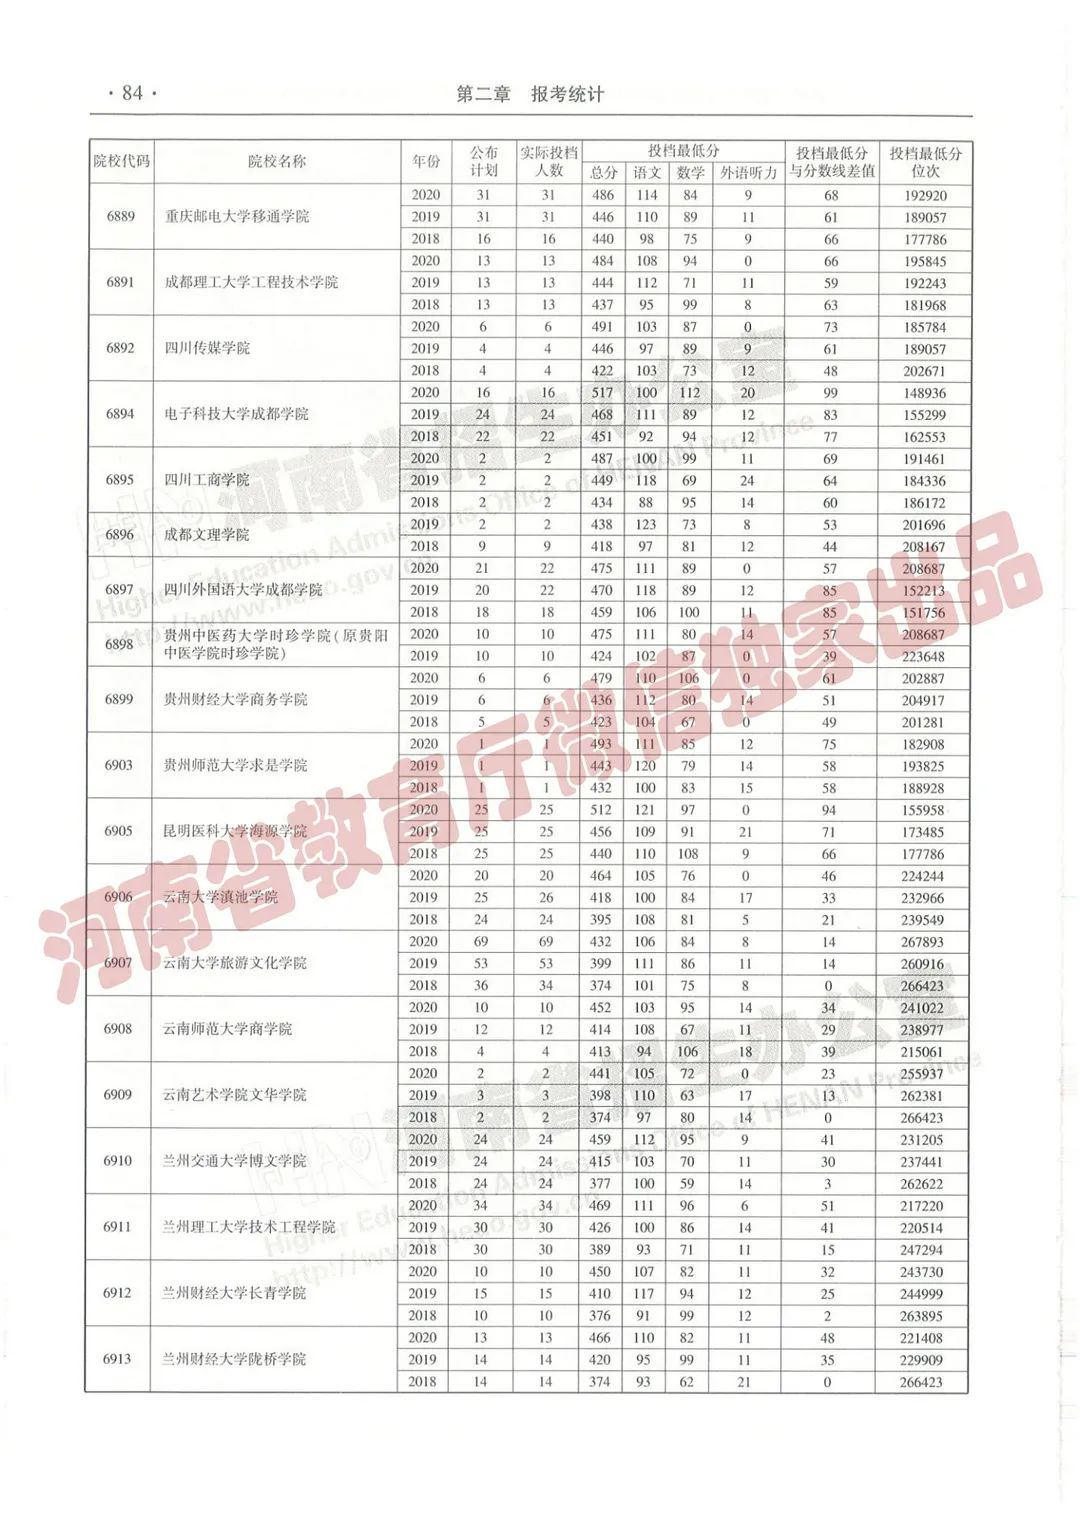 · 84 ·
第二章 报考统计
院校代码 院校名称 年份 公布计划 实际投档人数 投档最低分 投档最低分与分数线差值 投档最低分位次
总分 语文 数学 外语听力
6889 重庆邮电大学移通学院 2020 31 31 486 114 84 9 68 192920
2019 31 31 446 110 89 11 61 189057
2018 16 16 440 98 75 9 66 177786
6891 成都理工大学工程技术学院 2020 13 13 484 108 94 0 66 195845
2019 13 13 444 112 71 11 59 192243
2018 13 13 437 95 99 8 63 181968
6892 四川传媒学院 2020 6 6 491 103 87 0 73 185784
2019 4 4 446 97 89 9 61 189057
2018 4 4 422 103 73 12 48 202671
6894 电子科技大学成都学院 2020 16 16 517 100 112 20 99 148936
2019 24 24 468 111 89 12 83 155299
2018 22 22 451 92 94 12 77 162553
6895 四川工商学院 2020 2 2 487 100 99 11 69 191461
2019 2 2 449 118 69 24 64 184336
2018 2 2 434 88 95 14 60 186172
6896 成都文理学院 2019 2 2 438 123 73 8 53 201696
2018 9 9 418 97 81 12 44 208167
6897 四川外国语大学成都学院 2020 21 22 475 111 89 0 57 208687
2019 20 22 470 118 89 12 85 152213
2018 18 18 459 106 100 11 85 151756
6898 贵州中医药大学时珍学院(原贵阳中医学院时珍学院) 2020 10 10 475 111 80 14 57 208687
2019 10 10 424 102 87 0 39 223648
6899 贵州财经大学商务学院 2020 6 6 479 110 106 0 61 202887
2019 6 6 436 112 80 14 51 204917
2018 5 5 423 104 67 0 49 201281
6903 贵州师范大学求是学院 2020 1 1 493 111 85 12 75 182908
2019 1 1 443 120 79 14 58 193825
2018 1 1 432 100 83 15 58 188928
6905 昆明医科大学海源学院 2020 25 25 512 121 97 0 94 155958
2019 25 25 456 109 91 21 71 173485
2018 25 25 440 110 108 9 66 177786
6906 云南大学滇池学院 2020 20 20 464 105 76 0 46 224244
2019 25 26 418 100 84 17 33 232966
2018 24 24 395 108 81 5 21 239549
6907 云南大学旅游文化学院 2020 69 69 432 106 84 8 14 267893
2019 53 53 399 111 86 11 14 260916
2018 36 34 374 101 75 8 0 266423
6908 云南师范大学商学院 2020 10 10 452 103 95 14 34 241022
2019 12 12 414 108 67 11 29 238977
2018 4 4 413 94 106 18 39 215061
6909 云南艺术学院文华学院 2020 2 2 441 105 72 0 23 255937
2019 3 3 398 110 63 17 13 262381
2018 2 2 374 97 80 14 0 266423
6910 兰州交通大学博文学院 2020 24 24 459 112 95 9 41 231205
2019 24 24 415 103 70 11 30 237441
2018 24 24 377 100 59 14 3 262622
6911 兰州理工大学技术工程学院 2020 34 34 469 111 96 6 51 217220
2019 30 30 426 100 86 14 41 220514
2018 30 30 389 93 71 11 15 247294
6912 兰州财经大学长青学院 2020 10 10 450 107 82 11 32 243730
2019 15 15 410 117 94 12 25 244999
2018 10 10 376 91 99 12 2 263895
6913 兰州财经大学陇桥学院 2020 13 13 466 110 82 11 48 221408
2019 14 14 420 95 99 11 35 229909
2018 14 14 374 93 62 21 0 266423
河南省教育厅微信独家出品
河南省招生办公室
Higher Education Admissions Office of HENAN Province
http://www.heao.gov.cn
河南省招生办公室
Higher Education Admissions Office of HENAN Province
http://www.heao.gov.cn